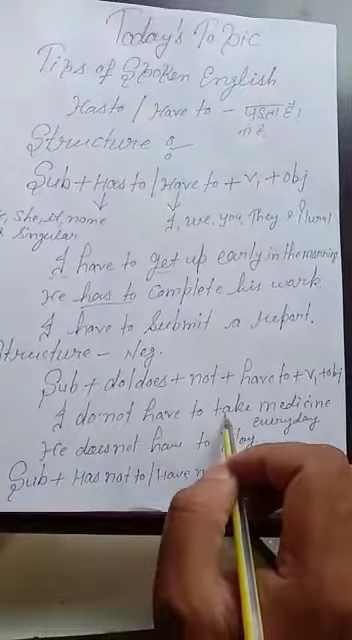 Today's Topic
Tips of Spoken English
Has to / Have to - पड़ता है।
ती है,
Structure :-
Sub + Has to / Have to + V₁ + obj
She, it, name
Singular
I, we, you, They & Plural
I have to get up early in the morning
He has to complete his work.
I have to submit a report.
Structure - Neg.
Sub + do/does + not + have to + V₁ + obj
I do not have to take medicine
everyday
He does not have to play.
Sub + Has not to / Have